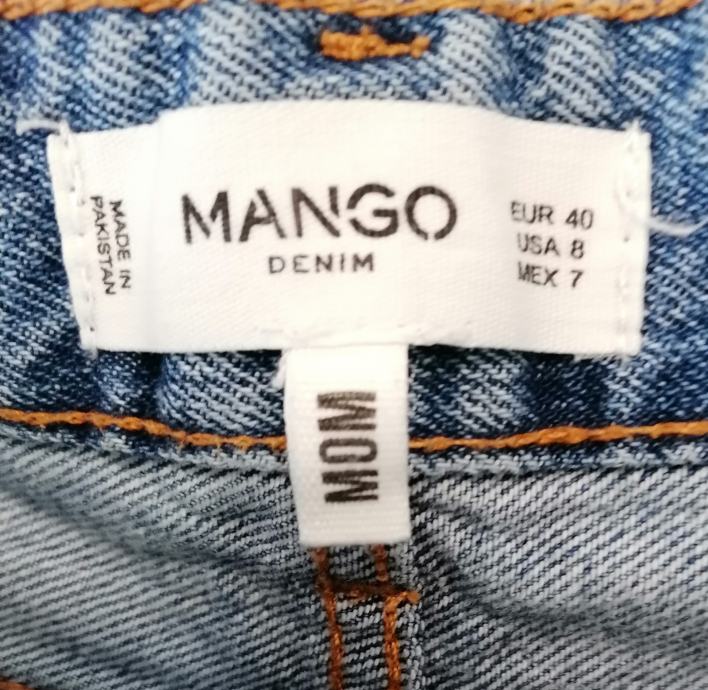 MADE IN
PAKISTAN
MANGO
DENIM
EUR 40
USA 8
MEX 7
MOM